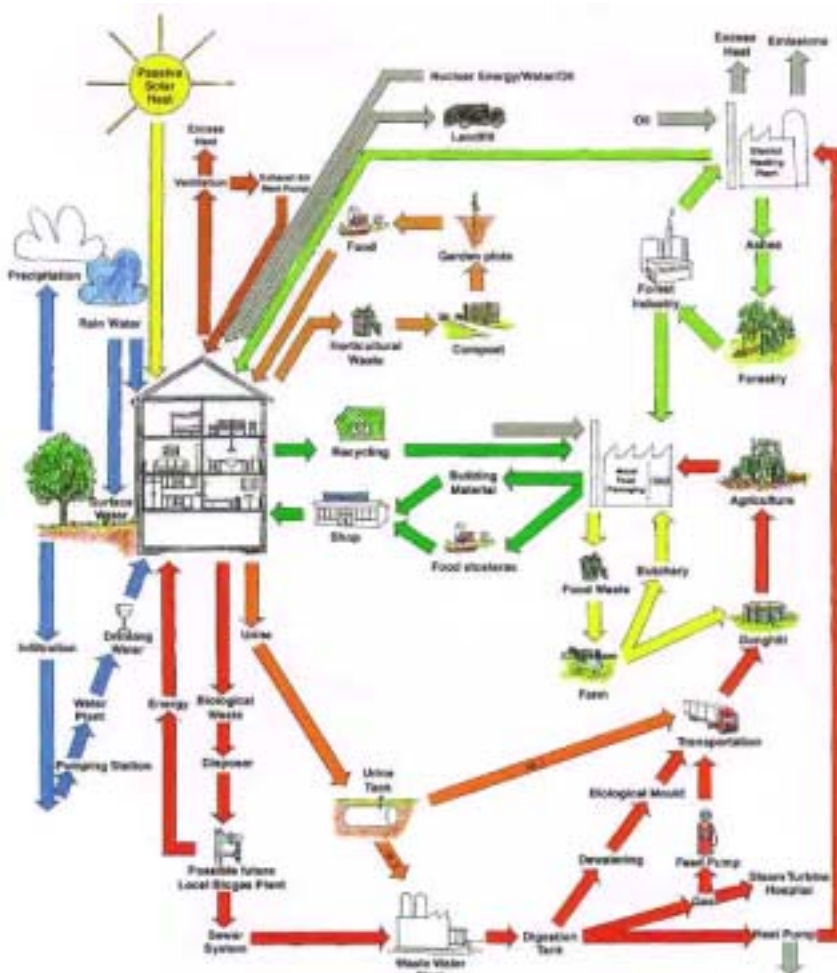 Passive
Solar
Heat
Excess
Heat
Ventilation
Exhaust Air
Heat Pump
Nuclear Energy/Water/Oil
Landfill
Oil
Excess
Heat
Emissions
District
Heating
Plant
Ashes
Forest
Industry
Forestry
Precipitation
Rain Water
Food
Garden plots
Horticultural
Waste
Compost
Recycling
Building
Material
Shop
Food
Packaging
Agriculture
Surface
Water
Food Waste
Butchery
Farm
Dunghill
Infiltration
Drinking
Water
Water
Plant
Pumping Station
Energy
Urine
Biological
Waste
Disposer
Possible future
Local Biogas Plant
Sewer
System
Urine
Tank
Waste Water
Digestion
Tank
Dewatering
Biological Mould
Transportation
Gas
Steam Turbine
Hospital
Heat Pump